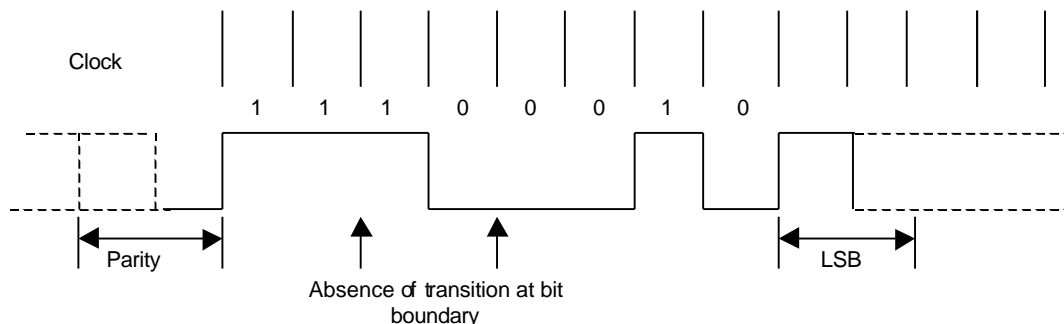 Clock
1 1 1 0 0 0 1 0
Parity
LSB
Absence of transition at bit
boundary